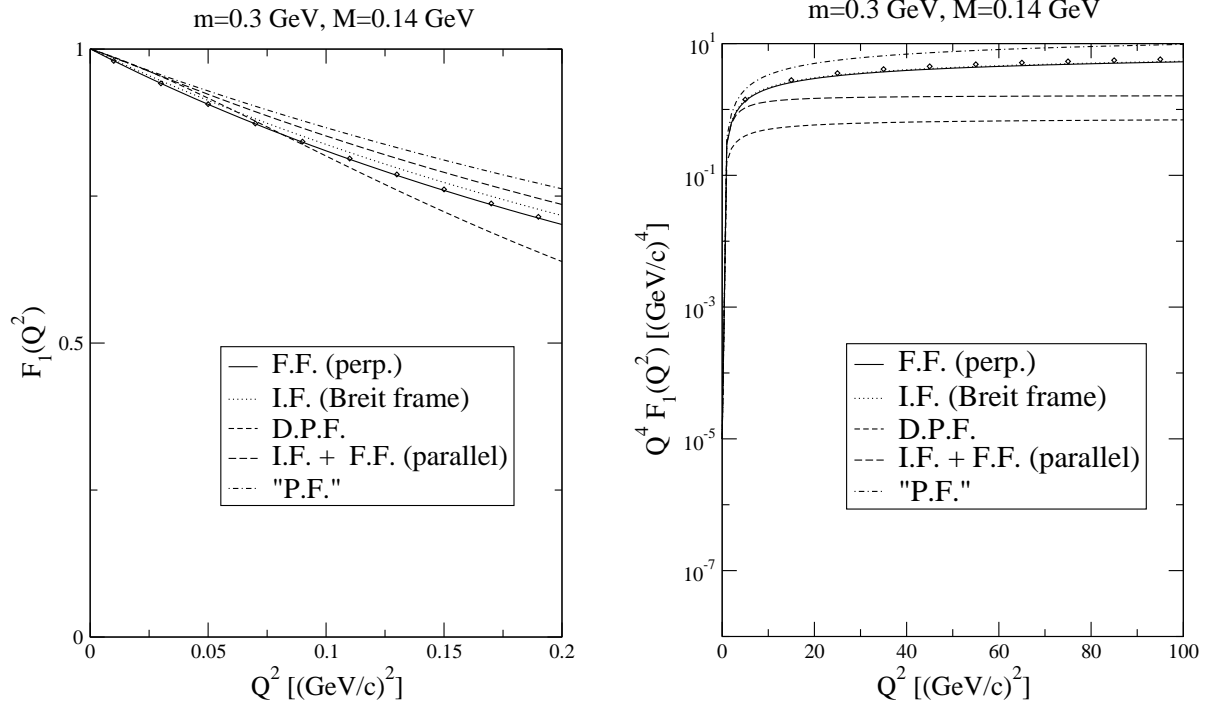 m=0.3 GeV, M=0.14 GeV
1
0.5
0
F₁(Q²)
F.F. (perp.)
I.F. (Breit frame)
D.P.F.
I.F. + F.F. (parallel)
"P.F."
0 0.05 0.1 0.15 0.2
Q² [(GeV/c)²]
m=0.3 GeV, M=0.14 GeV
10¹
10⁻¹
10⁻³
10⁻⁵
10⁻⁷
Q⁴ F₁(Q²) [(GeV/c)⁴]
F.F. (perp.)
I.F. (Breit frame)
D.P.F.
I.F. + F.F. (parallel)
"P.F."
0 20 40 60 80 100
Q² [(GeV/c)²]